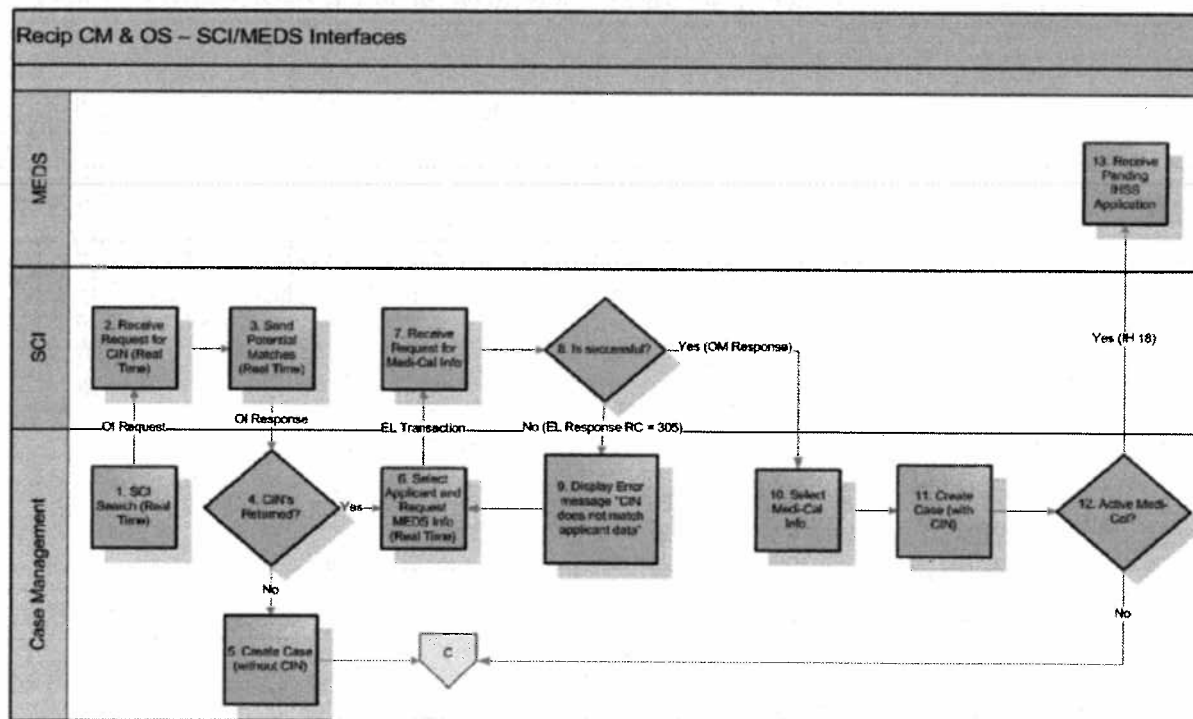 Recip CM & OS – SCI/MEDS Interfaces
MEDS
13. Receive
Pending
IHSS
Application
SCI
2. Receive
Request for
CIN (Real
Time)
3. Send
Potential
Matches
(Real Time)
7. Receive
Request for
Medi-Cal Info
8. Is successful?
Yes (OM Response)
Yes (IH 18)
OI Request
OI Response
EL Transaction
No (EL Response RC = 305)
Case Management
1. SCI
Search (Real
Time)
4. CIN's
Returned?
Yes
6. Select
Applicant and
Request
MEDS Info
(Real Time)
9. Display Error
message "CIN
does not match
applicant data"
10. Select
Medi-Cal
Info
11. Create
Case (with
CIN)
12. Active Medi-
Cal?
No
No
5. Create Case
(without CIN)
C